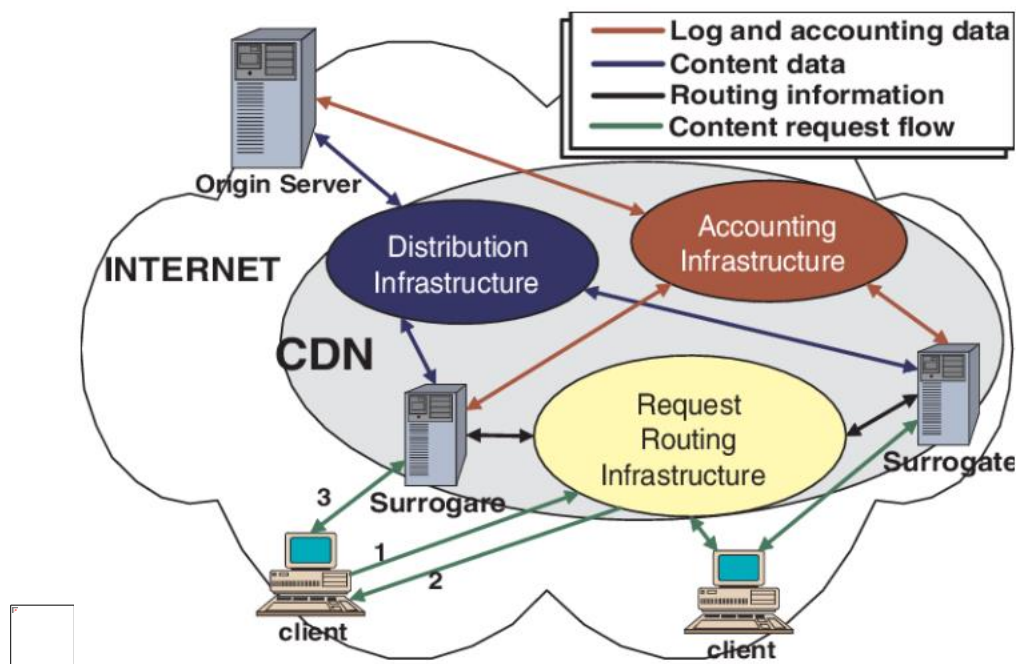 Log and accounting data
Content data
Routing information
Content request flow
Origin Server
INTERNET
CDN
Distribution
Infrastructure
Accounting
Infrastructure
Request
Routing
Infrastructure
Surrogare
Surrogate
3
1
2
client
client